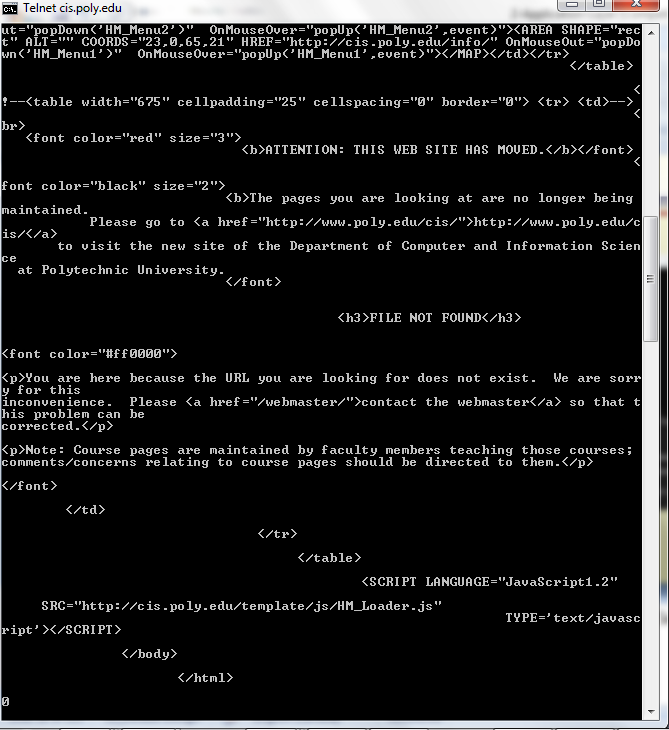 Telnet cis.poly.edu
ut="popDown('HM_Menu2')"  OnMouseOver="popUp('HM_Menu2',event)"><AREA SHAPE="rec
t" ALT="" COORDS="23,0,65,21" HREF="http://cis.poly.edu/info/" OnMouseOut="popDo
wn('HM_Menu1')"  OnMouseOver="popUp('HM_Menu1',event)"></MAP></td></tr>
</table>
<
!--<table width="675" cellpadding="25" cellspacing="0" border="0"> <tr> <td>-->
<
br>
<font color="red" size="3">
<b>ATTENTION: THIS WEB SITE HAS MOVED.</b></font>
<
font color="black" size="2">
<b>The pages you are looking at are no longer being
maintained.
Please go to <a href="http://www.poly.edu/cis/">http://www.poly.edu/c
is/</a>
to visit the new site of the Department of Computer and Information Scien
ce
at Polytechnic University.
</font>
<h3>FILE NOT FOUND</h3>
<font color="#ff0000">
<p>You are here because the URL you are looking for does not exist.  We are sorr
y for this
inconvenience.  Please <a href="/webmaster/">contact the webmaster</a> so that t
his problem can be
corrected.</p>
<p>Note: Course pages are maintained by faculty members teaching those courses;
comments/concerns relating to course pages should be directed to them.</p>
</font>
</td>
</tr>
</table>
<SCRIPT LANGUAGE="JavaScript1.2"
SRC="http://cis.poly.edu/template/js/HM_Loader.js"
TYPE='text/javasc
ript'></SCRIPT>
</body>
</html>
0